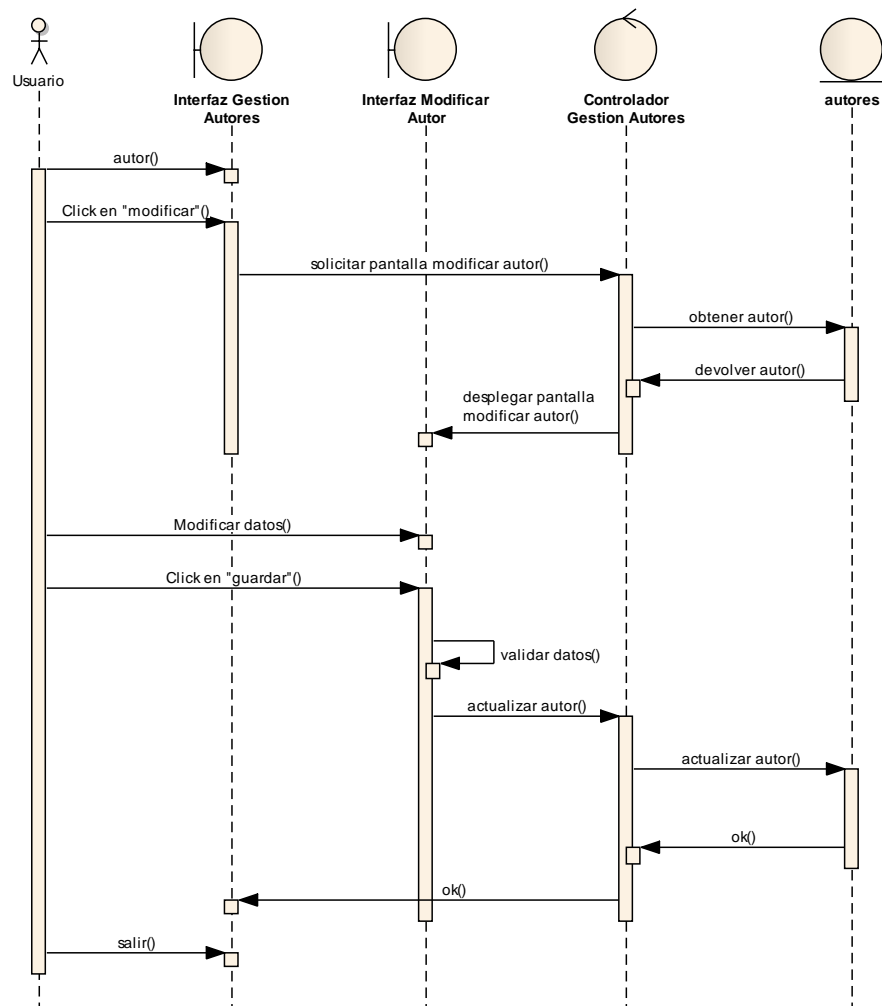 Usuario
Interfaz Gestion
Autores
Interfaz Modificar
Autor
Controlador
Gestion Autores
autores
autor()
Click en "modificar"()
solicitar pantalla modificar autor()
obtener autor()
devolver autor()
desplegar pantalla
modificar autor()
Modificar datos()
Click en "guardar"()
validar datos()
actualizar autor()
actualizar autor()
ok()
ok()
salir()